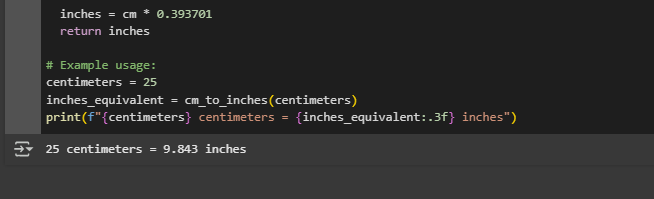 inches = cm * 0.393701
return inches
# Example usage:
centimeters = 25
inches_equivalent = cm_to_inches(centimeters)
print(f"{centimeters} centimeters = {inches_equivalent:.3f} inches")
25 centimeters = 9.843 inches